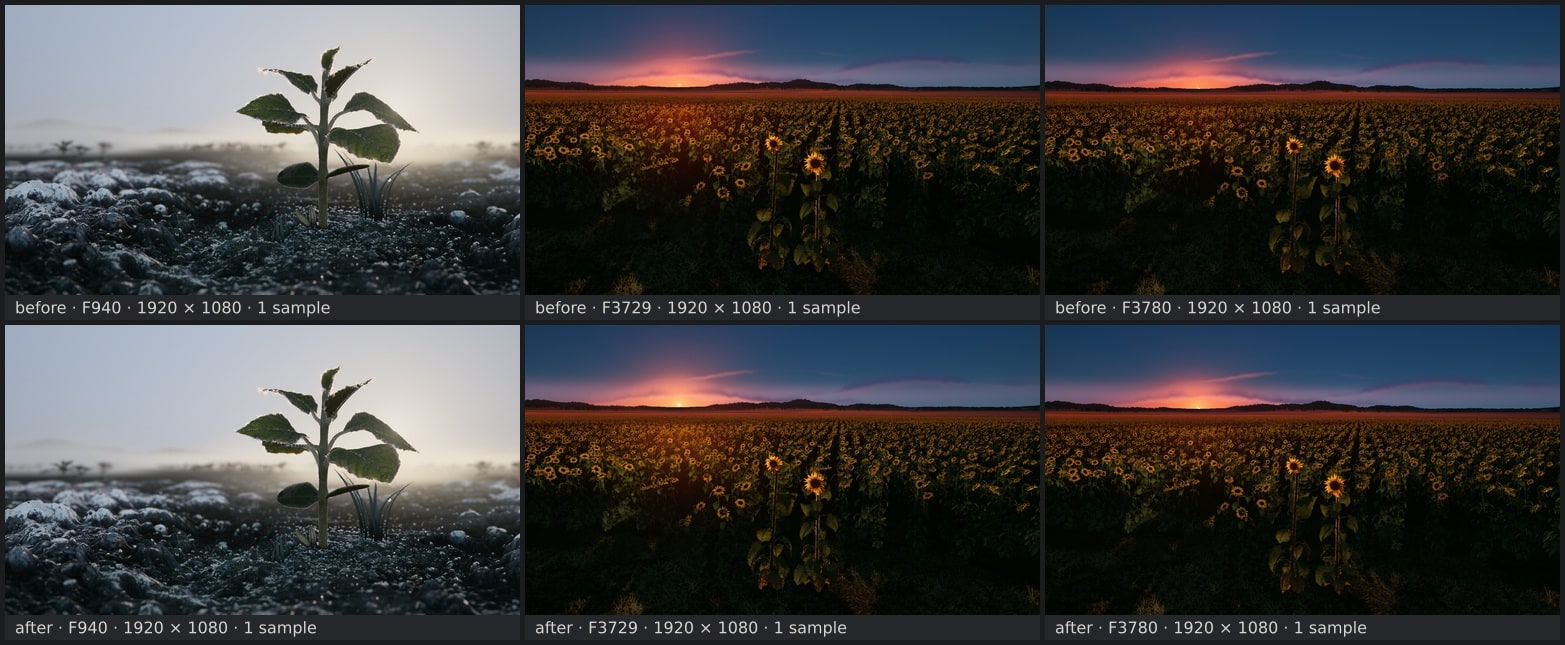 before · F940 · 1920 × 1080 · 1 sample
before · F3729 · 1920 × 1080 · 1 sample
before · F3780 · 1920 × 1080 · 1 sample
after · F940 · 1920 × 1080 · 1 sample
after · F3729 · 1920 × 1080 · 1 sample
after · F3780 · 1920 × 1080 · 1 sample